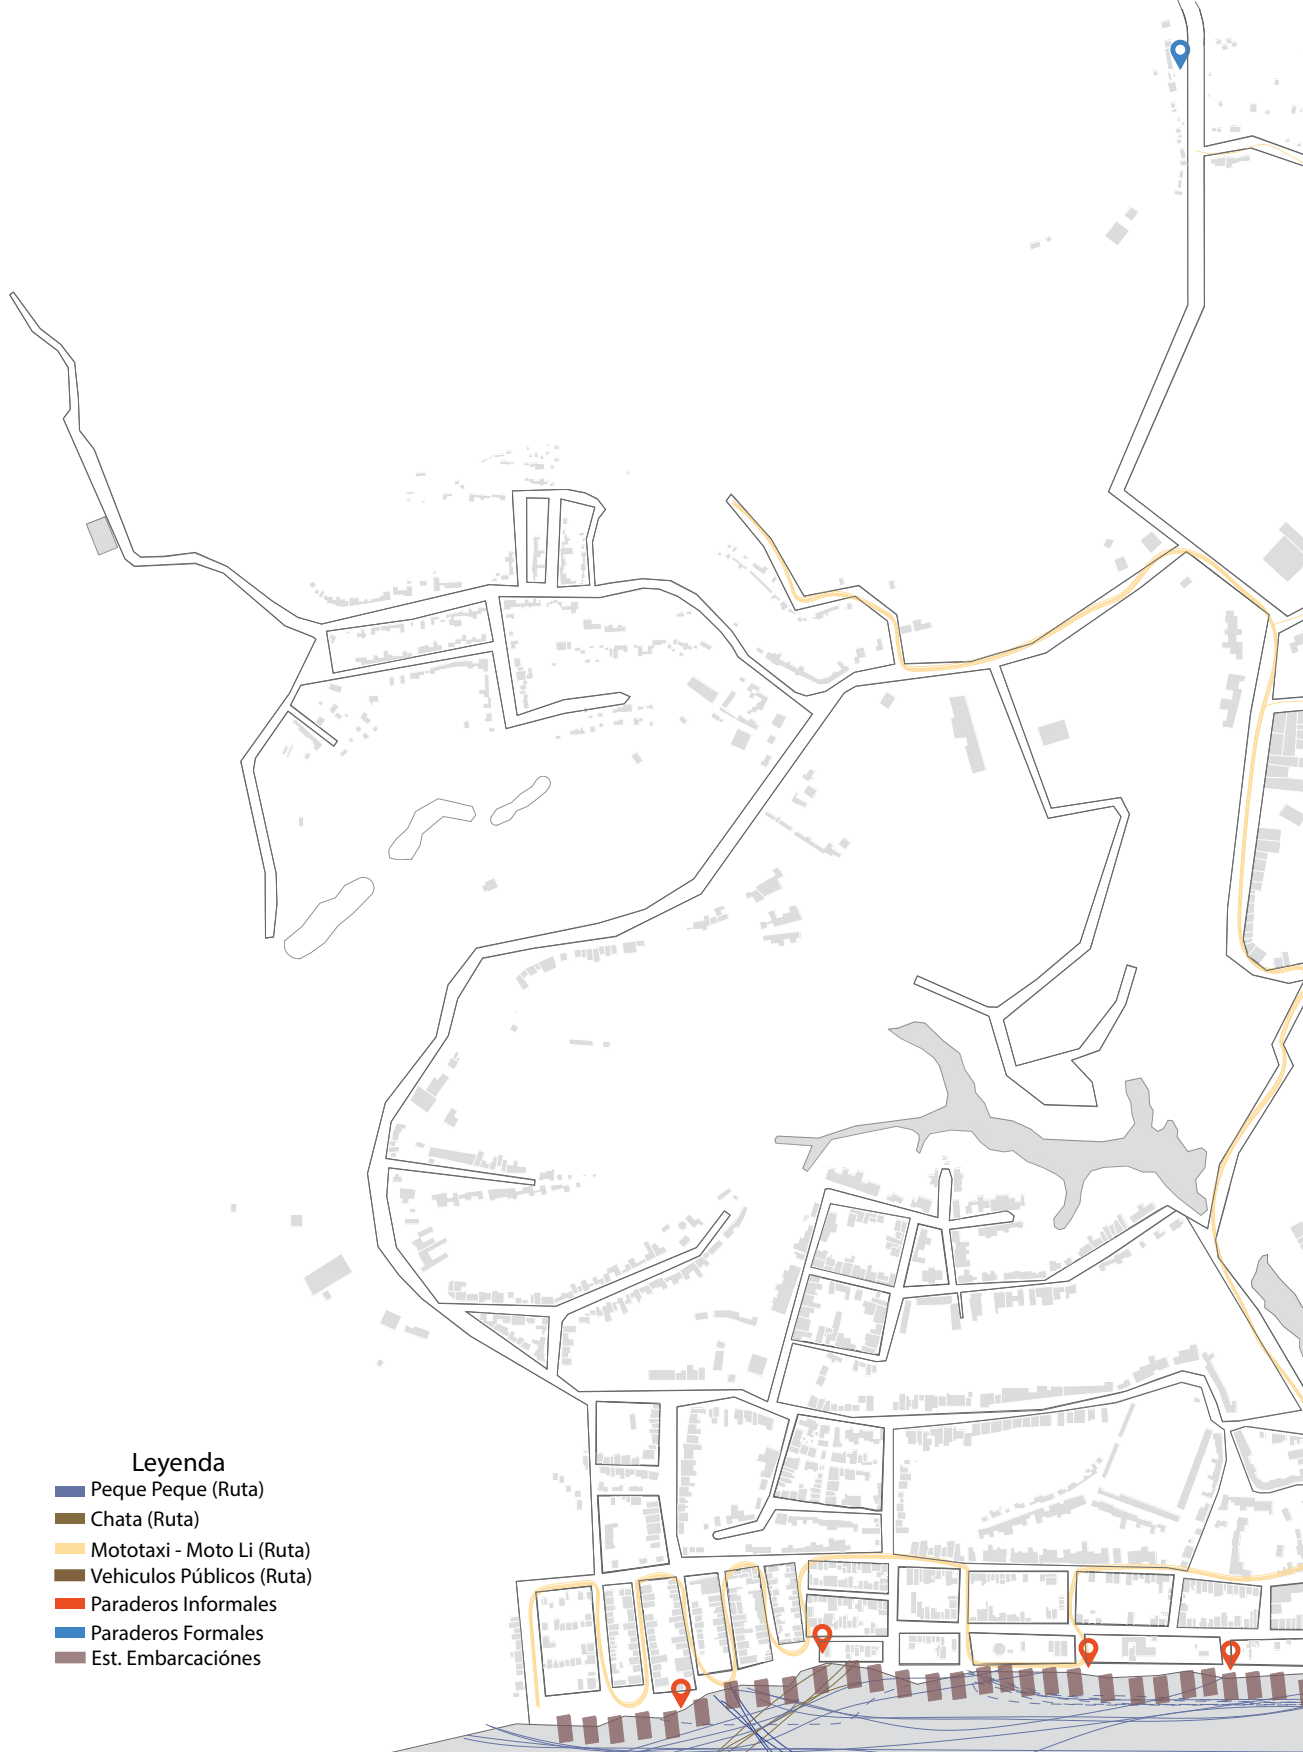 Leyenda
Peque Peque (Ruta)
Chata (Ruta)
Mototaxi - Moto Li (Ruta)
Vehiculos Públicos (Ruta)
Paraderos Informales
Paraderos Formales
Est. Embarcaciónes